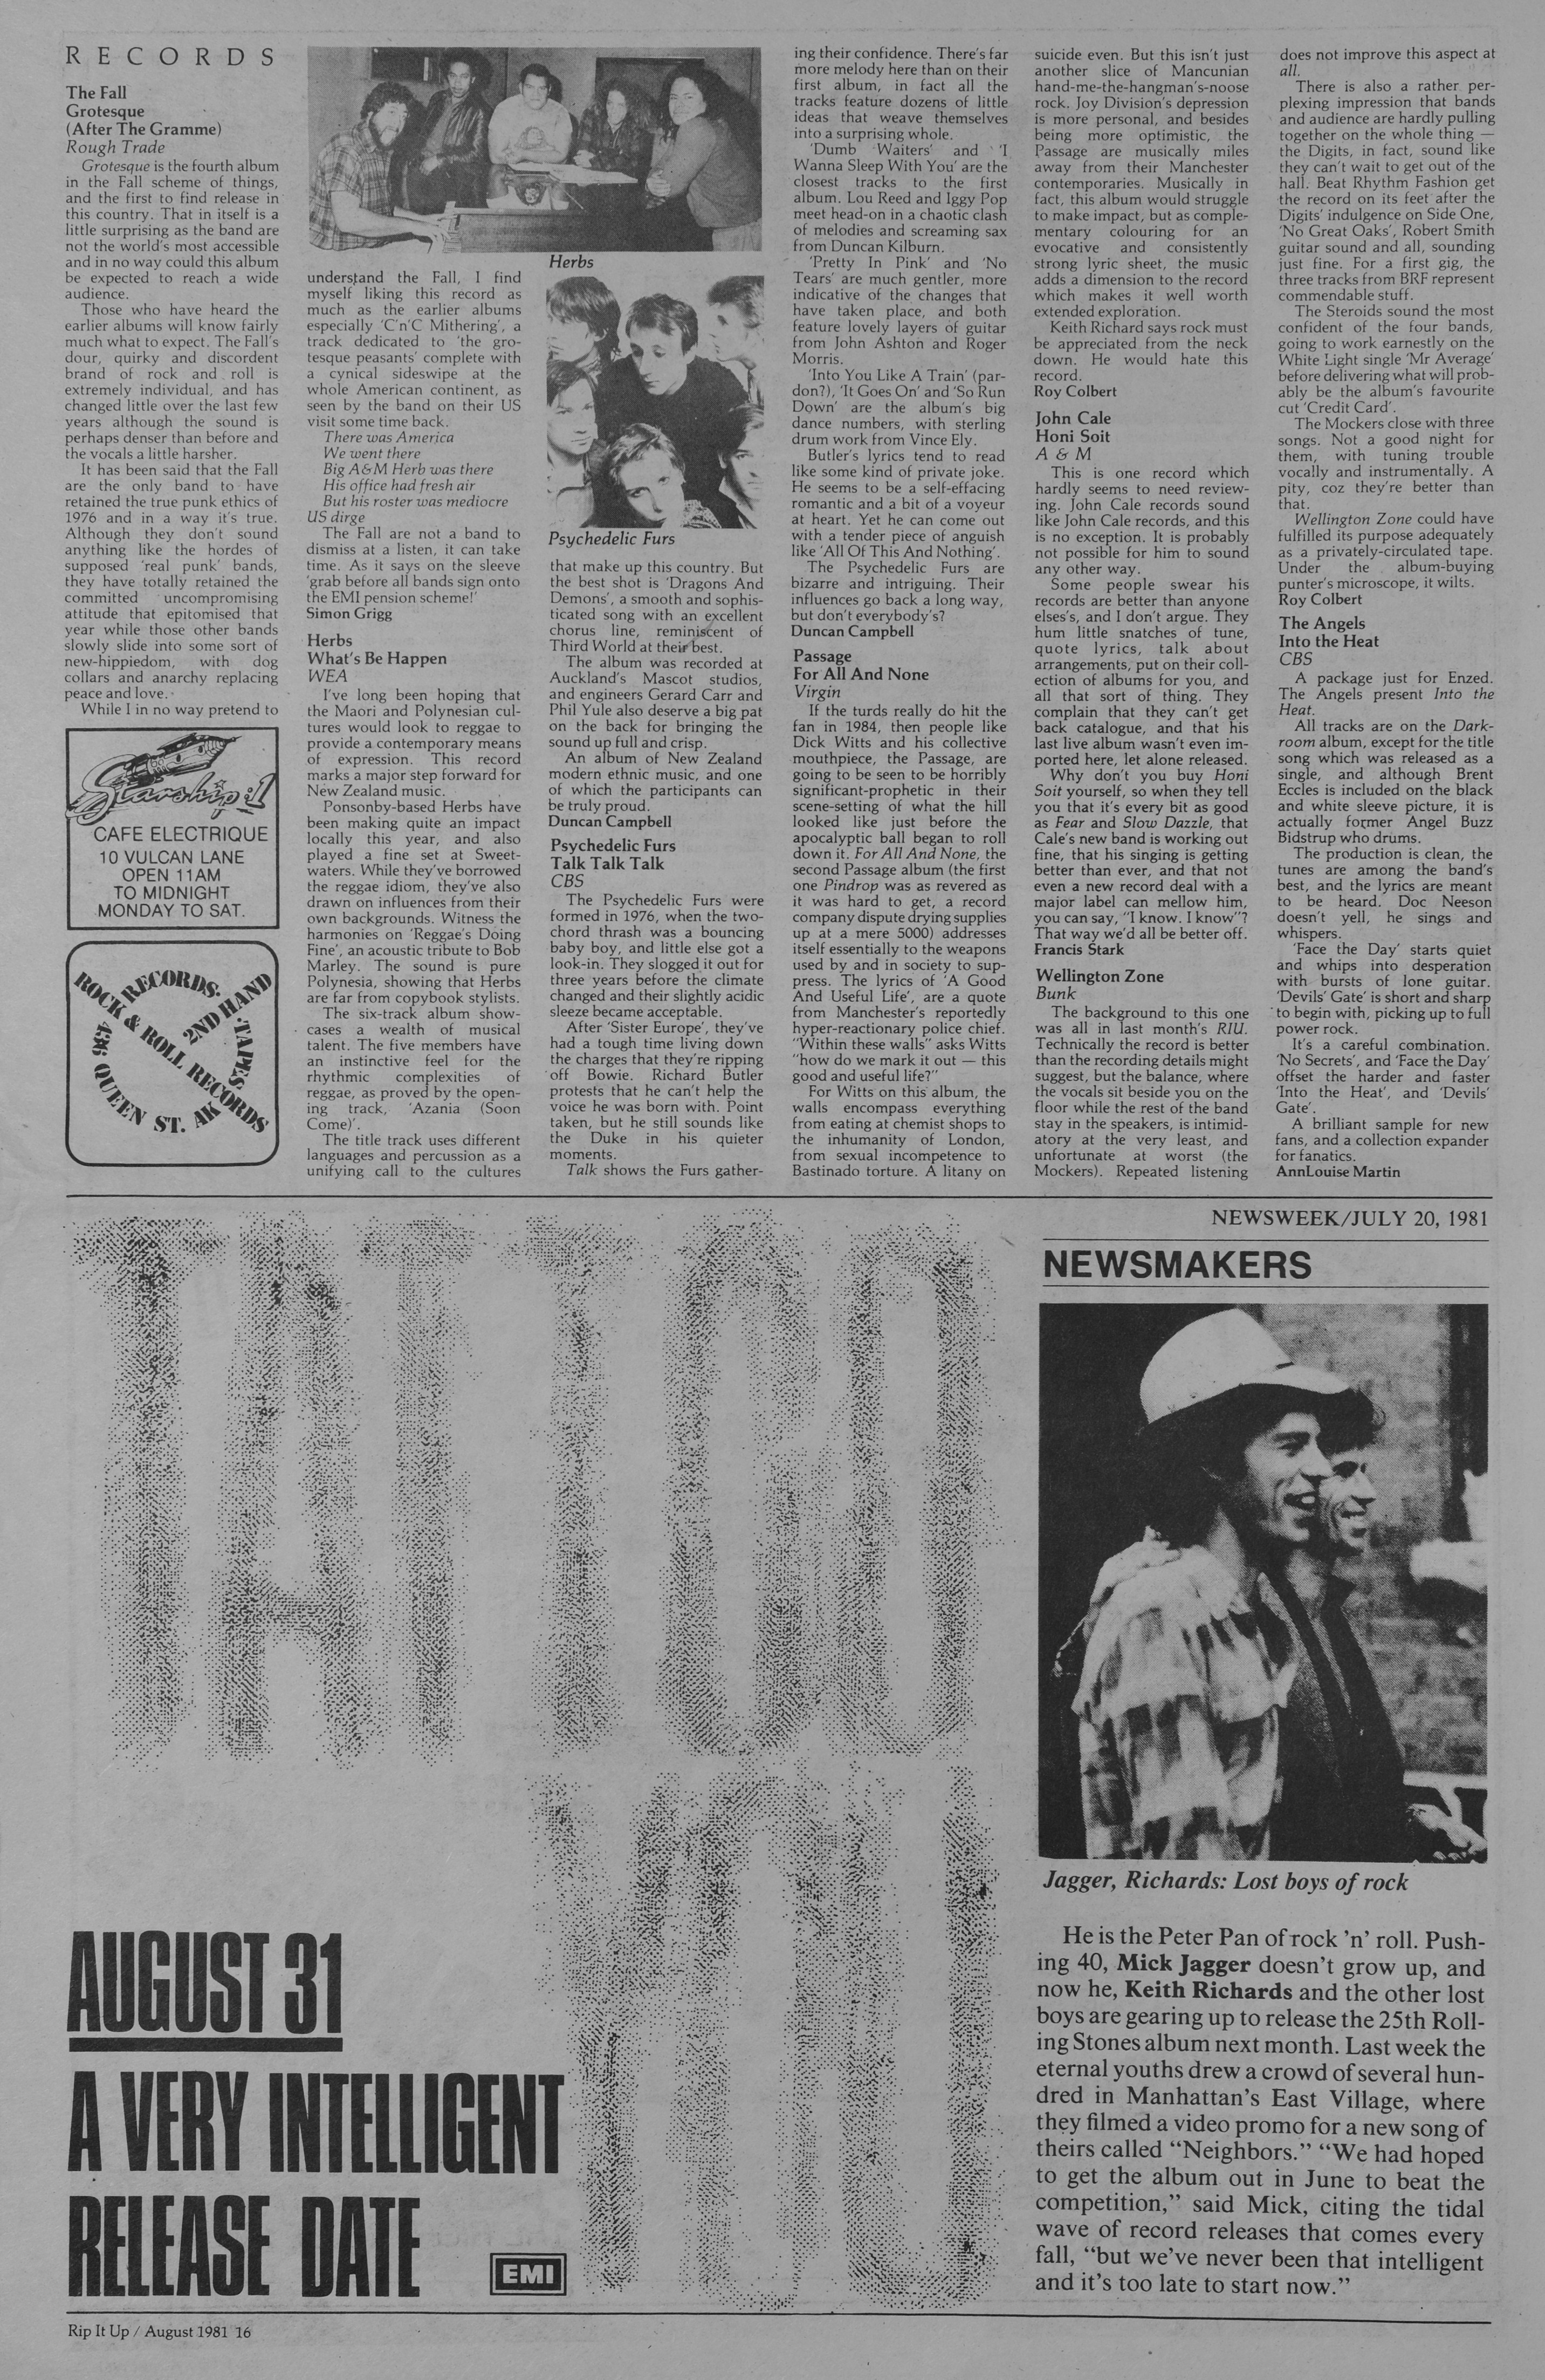 RECORDS
The Fall
Grotesque
(After The Gramme)
Rough Trade
Grotesque is the fourth album
in the Fall scheme of things,
and the first to find release in
this country. That in itself is a
little surprising as the band are
not the world's most accessible
and in no way could this album
be expected to reach a wide
audience.
Those who have heard the
earlier albums will know fairly
much what to expect. The Fall's
dour, quirky and discordent
brand of rock and roll is
extremely individual, and has
changed little over the last few
years although the sound is
perhaps denser than before and
the vocals a little harsher.
It has been said that the Fall
are the only band to have
retained the true punk ethics of
1976 and in a way it's true.
Although they don't sound
anything like the hordes of
supposed 'real punk' bands,
they have totally retained the
committed uncompromising
attitude that epitomised that
year while those other bands
slowly slide into some sort of
new-hippiedom, with dog
collars and anarchy replacing
peace and love.
While I in no way pretend to
Starship:1
CAFE ELECTRIQUE
10 VULCAN LANE
OPEN 11AM
TO MIDNIGHT
MONDAY TO SAT.
ROCK & ROLL RECORDS
RECORDS:
2ND HAND
:TAPES:
456 QUEEN ST. AK
Herbs
understand the Fall, I find
myself liking this record as
much as the earlier albums
especially 'C'n'C Mithering', a
track dedicated to 'the gro-
tesque peasants' complete with
a cynical sideswipe at the
whole American continent, as
seen by the band on their US
visit some time back.
There was America
We went there
Big A&M Herb was there
His office had fresh air
But his roster was mediocre
US dirge
The Fall are not a band to
dismiss at a listen, it can take
time. As it says on the sleeve
'grab before all bands sign onto
the EMI pension scheme!'
Simon Grigg
Herbs
What's Be Happen
WEA
I've long been hoping that
the Maori and Polynesian cul-
tures would look to reggae to
provide a contemporary means
of expression. This record
marks a major step forward for
New Zealand music.
Ponsonby-based Herbs have
been making quite an impact
locally this year, and also
played a fine set at Sweet-
waters. While they've borrowed
the reggae idiom, they've also
drawn on influences from their
own backgrounds. Witness the
harmonies on 'Reggae's Doing
Fine', an acoustic tribute to Bob
Marley. The sound is pure
Polynesia, showing that Herbs
are far from copybook stylists.
The six-track album show-
cases a wealth of musical
talent. The five members have
an instinctive feel for the
rhythmic complexities of
reggae, as proved by the open-
ing track, 'Azania (Soon
Come)'.
The title track uses different
languages and percussion as a
unifying call to the cultures
Psychedelic Furs
that make up this country. But
the best shot is 'Dragons And
Demons', a smooth and sophis-
ticated song with an excellent
chorus line, reminiscent of
Third World at their best.
The album was recorded at
Auckland's Mascot studios,
and engineers Gerard Carr and
Phil Yule also deserve a big pat
on the back for bringing the
sound up full and crisp.
An album of New Zealand
modern ethnic music, and one
of which the participants can
be truly proud.
Duncan Campbell
Psychedelic Furs
Talk Talk Talk
CBS
The Psychedelic Furs were
formed in 1976, when the two-
chord thrash was a bouncing
baby boy, and little else got a
look-in. They slogged it out for
three years before the climate
changed and their slightly acidic
sleeze became acceptable.
After 'Sister Europe', they've
had a tough time living down
the charges that they're ripping
off Bowie. Richard Butler
protests that he can't help the
voice he was born with. Point
taken, but he still sounds like
the Duke in his quieter
moments.
Talk shows the Furs gather-
ing their confidence. There's far
more melody here than on their
first album, in fact all the
tracks feature dozens of little
ideas that weave themselves
into a surprising whole.
'Dumb Waiters' and 'I
Wanna Sleep With You' are the
closest tracks to the first
album. Lou Reed and Iggy Pop
meet head-on in a chaotic clash
of melodies and screaming sax
from Duncan Kilburn.
'Pretty In Pink' and 'No
Tears' are much gentler, more
indicative of the changes that
have taken place, and both
feature lovely layers of guitar
from John Ashton and Roger
Morris.
'Into You Like A Train' (par-
don?), 'It Goes On' and 'So Run
Down' are the album's big
dance numbers, with sterling
drum work from Vince Ely.
Butler's lyrics tend to read
like some kind of private joke.
He seems to be a self-effacing
romantic and a bit of a voyeur
at heart. Yet he can come out
with a tender piece of anguish
like 'All Of This And Nothing'.
The Psychedelic Furs are
bizarre and intriguing. Their
influences go back a long way,
but don't everybody's?
Duncan Campbell
Passage
For All And None
Virgin
If the turds really do hit the
fan in 1984, then people like
Dick Witts and his collective
mouthpiece, the Passage, are
going to be seen to be horribly
significant-prophetic in their
scene-setting of what the hill
looked like just before the
apocalyptic ball began to roll
down it. For All And None, the
second Passage album (the first
one Pindrop was as revered as
it was hard to get, a record
company dispute drying supplies
up at a mere 5000) addresses
itself essentially to the weapons
used by and in society to sup-
press. The lyrics of 'A Good
And Useful Life', are a quote
from Manchester's reportedly
hyper-reactionary police chief.
"Within these walls" asks Witts
"how do we mark it out — this
good and useful life?"
For Witts on this album, the
walls encompass everything
from eating at chemist shops to
the inhumanity of London,
from sexual incompetence to
Bastinado torture. A litany on
suicide even. But this isn't just
another slice of Mancunian
hand-me-the-hangman's-noose
rock. Joy Division's depression
is more personal, and besides
being more optimistic, the
Passage are musically miles
away from their Manchester
contemporaries. Musically in
fact, this album would struggle
to make impact, but as comple-
mentary colouring for an
evocative and consistently
strong lyric sheet, the music
adds a dimension to the record
which makes it well worth
extended exploration.
Keith Richard says rock must
be appreciated from the neck
down. He would hate this
record.
Roy Colbert
John Cale
Honi Soit
A & M
This is one record which
hardly seems to need review-
ing. John Cale records sound
like John Cale records, and this
is no exception. It is probably
not possible for him to sound
any other way.
Some people swear his
records are better than anyone
elses's, and I don't argue. They
hum little snatches of tune,
quote lyrics, talk about
arrangements, put on their coll-
ection of albums for you, and
all that sort of thing. They
complain that they can't get
back catalogue, and that his
last live album wasn't even im-
ported here, let alone released.
Why don't you buy Honi
Soit yourself, so when they tell
you that it's every bit as good
as Fear and Slow Dazzle, that
Cale's new band is working out
fine, that his singing is getting
better than ever, and that not
even a new record deal with a
major label can mellow him,
you can say, "I know. I know"?
That way we'd all be better off.
Francis Stark
Wellington Zone
Bunk
The background to this one
was all in last month's RIU.
Technically the record is better
than the recording details might
suggest, but the balance, where
the vocals sit beside you on the
floor while the rest of the band
stay in the speakers, is intimid-
atory at the very least, and
unfortunate at worst (the
Mockers). Repeated listening
does not improve this aspect at
all.
There is also a rather per-
plexing impression that bands
and audience are hardly pulling
together on the whole thing —
the Digits, in fact, sound like
they can't wait to get out of the
hall. Beat Rhythm Fashion get
the record on its feet after the
Digits' indulgence on Side One,
'No Great Oaks', Robert Smith
guitar sound and all, sounding
just fine. For a first gig, the
three tracks from BRF represent
commendable stuff.
The Steroids sound the most
confident of the four bands,
going to work earnestly on the
White Light single 'Mr Average'
before delivering what will prob-
ably be the album's favourite
cut 'Credit Card'.
The Mockers close with three
songs. Not a good night for
them, with tuning trouble
vocally and instrumentally. A
pity, coz they're better than
that.
Wellington Zone could have
fulfilled its purpose adequately
as a privately-circulated tape.
Under the album-buying
punter's microscope, it wilts.
Roy Colbert
The Angels
Into the Heat
CBS
A package just for Enzed.
The Angels present Into the
Heat.
All tracks are on the Dark-
room album, except for the title
song which was released as a
single, and although Brent
Eccles is included on the black
and white sleeve picture, it is
actually former Angel Buzz
Bidstrup who drums.
The production is clean, the
tunes are among the band's
best, and the lyrics are meant
to be heard. Doc Neeson
doesn't yell, he sings and
whispers.
'Face the Day' starts quiet
and whips into desperation
with bursts of lone guitar.
'Devils' Gate' is short and sharp
to begin with, picking up to full
power rock.
It's a careful combination.
'No Secrets', and 'Face the Day'
offset the harder and faster
'Into the Heat', and 'Devils'
Gate'.
A brilliant sample for new
fans, and a collection expander
for fanatics.
AnnLouise Martin
TATTOO
YOU
AUGUST 31
A VERY INTELLIGENT
RELEASE DATE
EMI
NEWSWEEK/JULY 20, 1981
NEWSMAKERS
Jagger, Richards: Lost boys of rock
He is the Peter Pan of rock 'n' roll. Push-
ing 40, Mick Jagger doesn't grow up, and
now he, Keith Richards and the other lost
boys are gearing up to release the 25th Roll-
ing Stones album next month. Last week the
eternal youths drew a crowd of several hun-
dred in Manhattan's East Village, where
they filmed a video promo for a new song of
theirs called "Neighbors." "We had hoped
to get the album out in June to beat the
competition," said Mick, citing the tidal
wave of record releases that comes every
fall, "but we've never been that intelligent
and it's too late to start now."
Rip It Up / August 1981 16